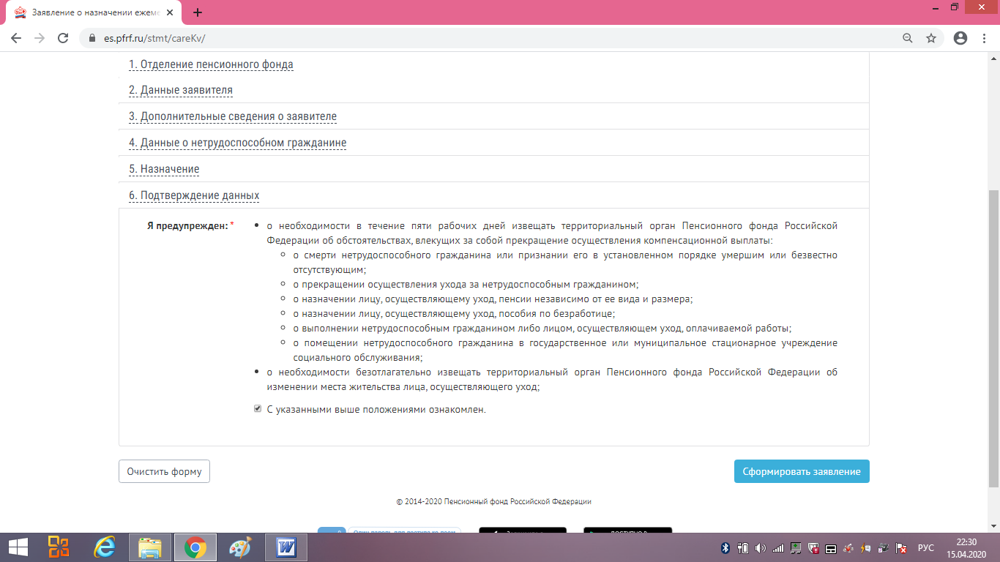 Заявление о назначении ежеме
es.pfrf.ru/stmt/careKv/
1. Отделение пенсионного фонда
2. Данные заявителя
3. Дополнительные сведения о заявителе
4. Данные о нетрудоспособном гражданине
5. Назначение
6. Подтверждение данных
Я предупрежден: *
о необходимости в течение пяти рабочих дней извещать территориальный орган Пенсионного фонда Российской
Федерации об обстоятельствах, влекущих за собой прекращение осуществления компенсационной выплаты:
о смерти нетрудоспособного гражданина или признании его в установленном порядке умершим или безвестно
отсутствующим;
о прекращении осуществления ухода за нетрудоспособным гражданином;
о назначении лицу, осуществляющему уход, пенсии независимо от ее вида и размера;
о назначении лицу, осуществляющему уход, пособия по безработице;
о выполнении нетрудоспособным гражданином либо лицом, осуществляющем уход, оплачиваемой работы;
о помещении нетрудоспособного гражданина в государственное или муниципальное стационарное учреждение
социального обслуживания;
о необходимости безотлагательно извещать территориальный орган Пенсионного фонда Российской Федерации об
изменении места жительства лица, осуществляющего уход;
С указанными выше положениями ознакомлен.
Очистить форму
Сформировать заявление
© 2014-2020 Пенсионный фонд Российской Федерации
РУС
22:30
15.04.2020